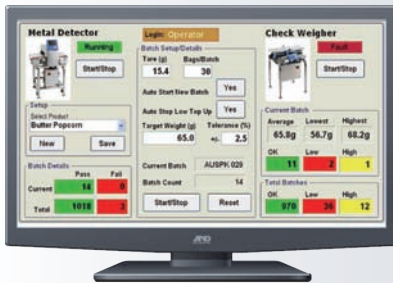 Metal Detector
Running
Start/Stop
Setup
Select Product
Butter Popcorn
New
Save
Batch Details
Pass
Fail
Current
14
0
Total
1018
3
Login: Operator
Batch Setup/Details
Tare (g)
Bags/Batch
15.4
30
Auto Start New Batch
Yes
Auto Stop Low Top Up
Yes
Target Weight (g)
Tolerance (%)
65.0
+/-
2.5
Current Batch
AUSPK 029
Batch Count
14
Start/Stop
Reset
Check Weigher
Fault
Start/Stop
Current Batch
Average
Lowest
Highest
65.8g
56.7g
68.2g
OK
Low
High
11
2
1
Total Batches
OK
Low
High
970
36
12
AND